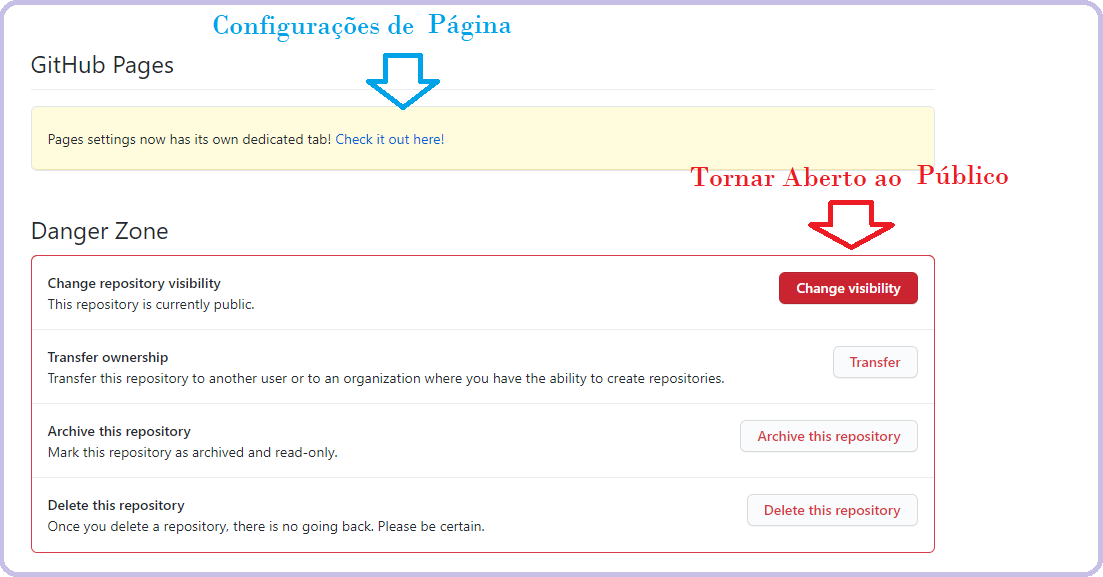 Configurações de Página
GitHub Pages
Pages settings now has its own dedicated tab! Check it out here!
Tornar Aberto ao Público
Danger Zone
Change repository visibility
This repository is currently public.
Change visibility
Transfer ownership
Transfer this repository to another user or to an organization where you have the ability to create repositories.
Transfer
Archive this repository
Mark this repository as archived and read-only.
Archive this repository
Delete this repository
Once you delete a repository, there is no going back. Please be certain.
Delete this repository